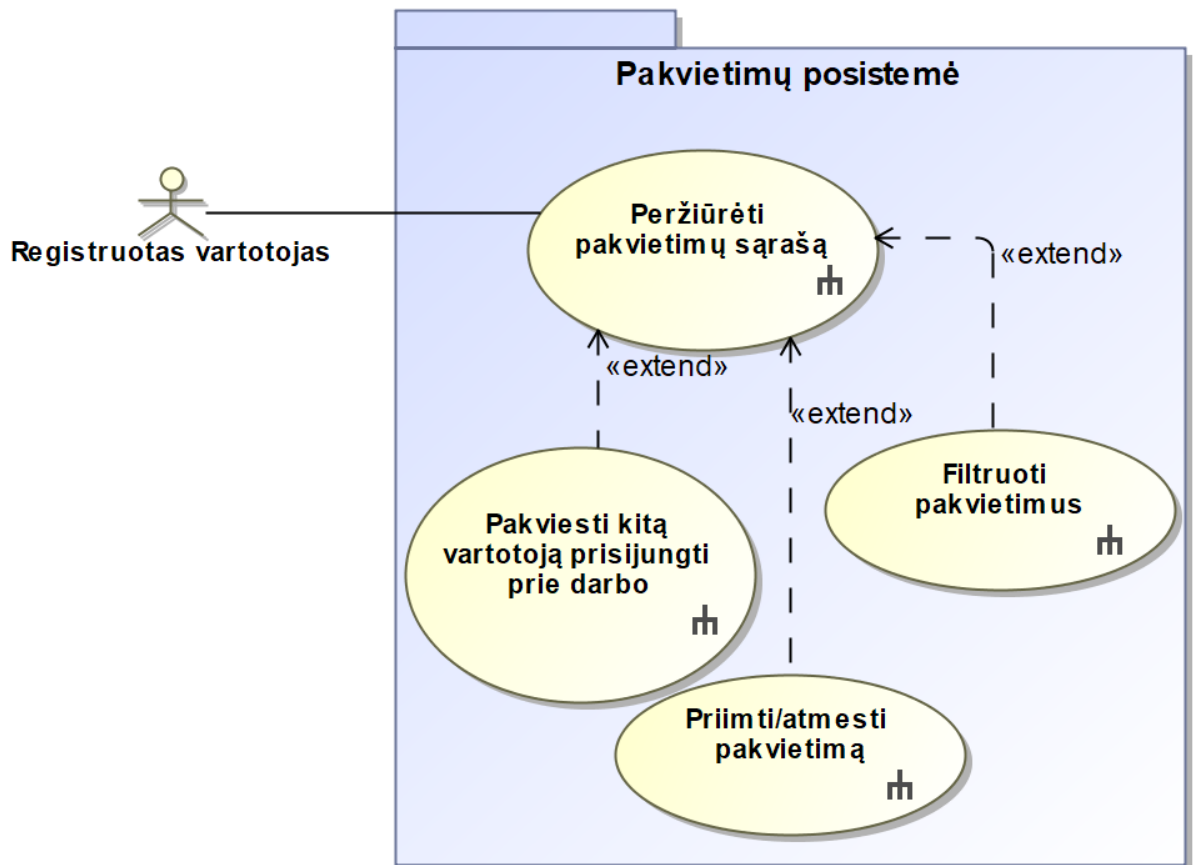 Pakvietimų posistemė
Registruotas vartotojas
Peržiūrėti
pakvietimų sąrašą
«extend»
«extend»
«extend»
Filtruoti
pakvietimus
Pakviesti kitą
vartotoją prisijungti
prie darbo
Priimti/atmesti
pakvietimą